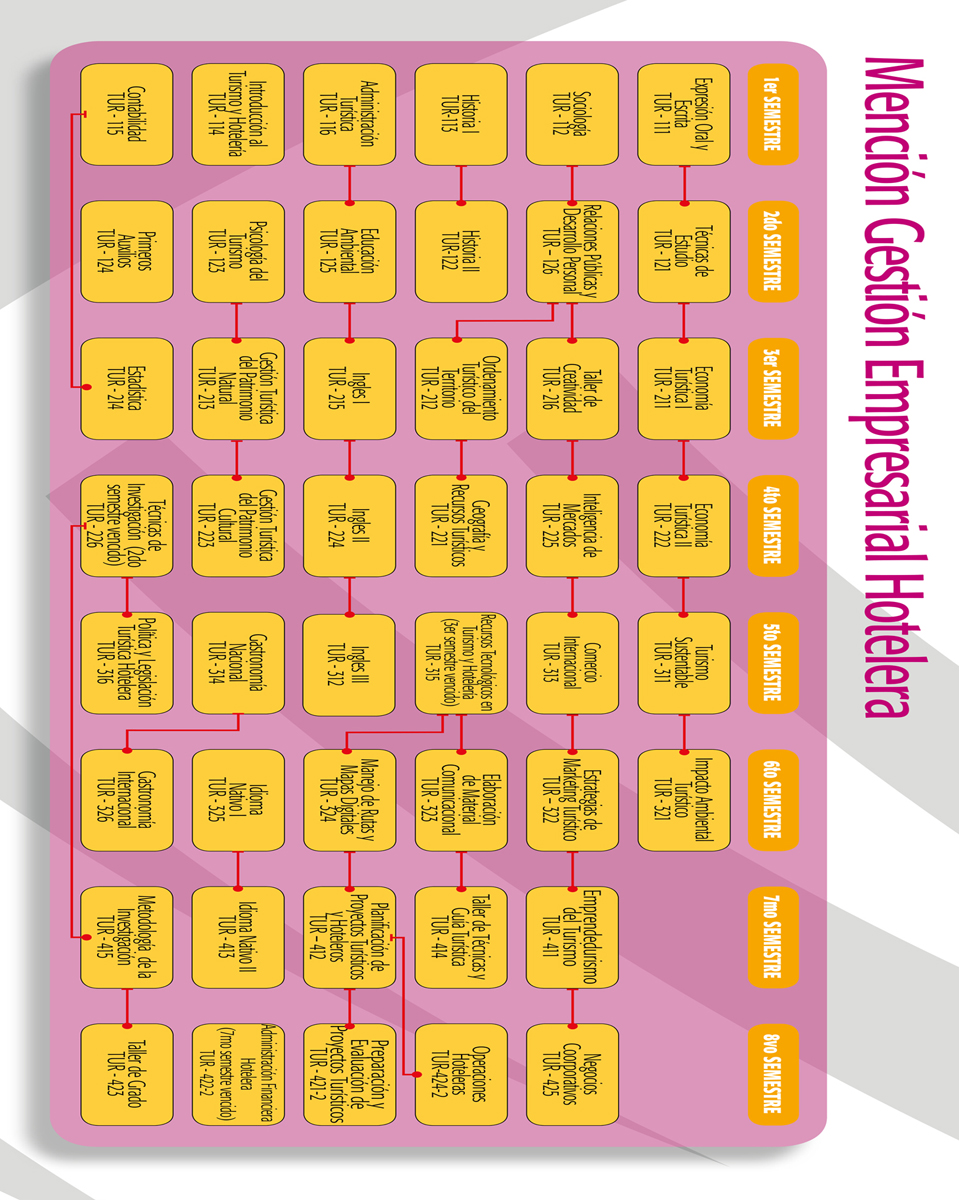 Mención Gestión Empresarial Hotelera
1er SEMESTRE
2do SEMESTRE
3er SEMESTRE
4to SEMESTRE
5to SEMESTRE
6to SEMESTRE
7mo SEMESTRE
8vo SEMESTRE
Expresión Oral y
Escrita
TUR - 111
Técnicas de
Estudio
TUR - 121
Economía
Turística I
TUR - 211
Economía
Turística II
TUR - 222
Turismo
Sustentable
TUR - 311
Impacto Ambiental
Turístico
TUR - 321
Sociología
TUR - 112
Relaciones Públicas y
Desarrollo Personal
TUR – 126
Taller de
Creatividad
TUR - 216
Inteligencia de
Mercados
TUR - 225
Comercio
Internacional
TUR - 313
Estrategias de
Marketing Turístico
TUR – 322
Emprendedurismo
del Turismo
TUR - 411
Negocios
Corporativos
TUR - 425
Historia I
TUR-113
Historia II
TUR-122
Ordenamiento
Turístico del
Territorio
TUR - 212
Geografía y
Recursos Turísticos
TUR - 221
Recursos Tecnológicos en
Turismo y Hotelería
(3er semestre vencido)
TUR - 315
Elaboración
de Material
Comunicacional
TUR - 323
Taller de Técnicas y
Guía Turística
TUR - 414
Operaciones
Hoteleras
TUR-424-2
Administración
Turística
TUR - 116
Educación
Ambiental
TUR - 125
Ingles I
TUR - 215
Ingles II
TUR - 224
Ingles III
TUR - 312
Manejo de Rutas y
Mapas Digitales
TUR - 324
Planificación de
Proyectos Turísticos
y Hoteleros
TUR – 412
Preparación y
Evaluación de
Proyectos Turísticos
TUR - 421-2
Introducción al
Turismo y Hotelería
TUR - 114
Psicología del
Turismo
TUR - 123
Gestión Turística
del Patrimonio
Natural
TUR - 213
Gestión Turística
del Patrimonio
Cultural
TUR - 223
Gastronomía
Nacional
TUR - 314
Idioma
Nativo I
TUR - 325
Idioma Nativo II
TUR - 413
Administración Financiera
Hotelera
(7mo semestre vencido)
TUR - 422-2
Contabilidad
TUR - 115
Primeros
Auxilios
TUR - 124
Estadística
TUR - 214
Técnicas de
Investigación (2do
semestre vencido)
TUR - 226
Política y Legislación
Turística Hotelera
TUR - 316
Gastronomía
Internacional
TUR - 326
Metodología de la
Investigación
TUR - 415
Taller de Grado
TUR - 423